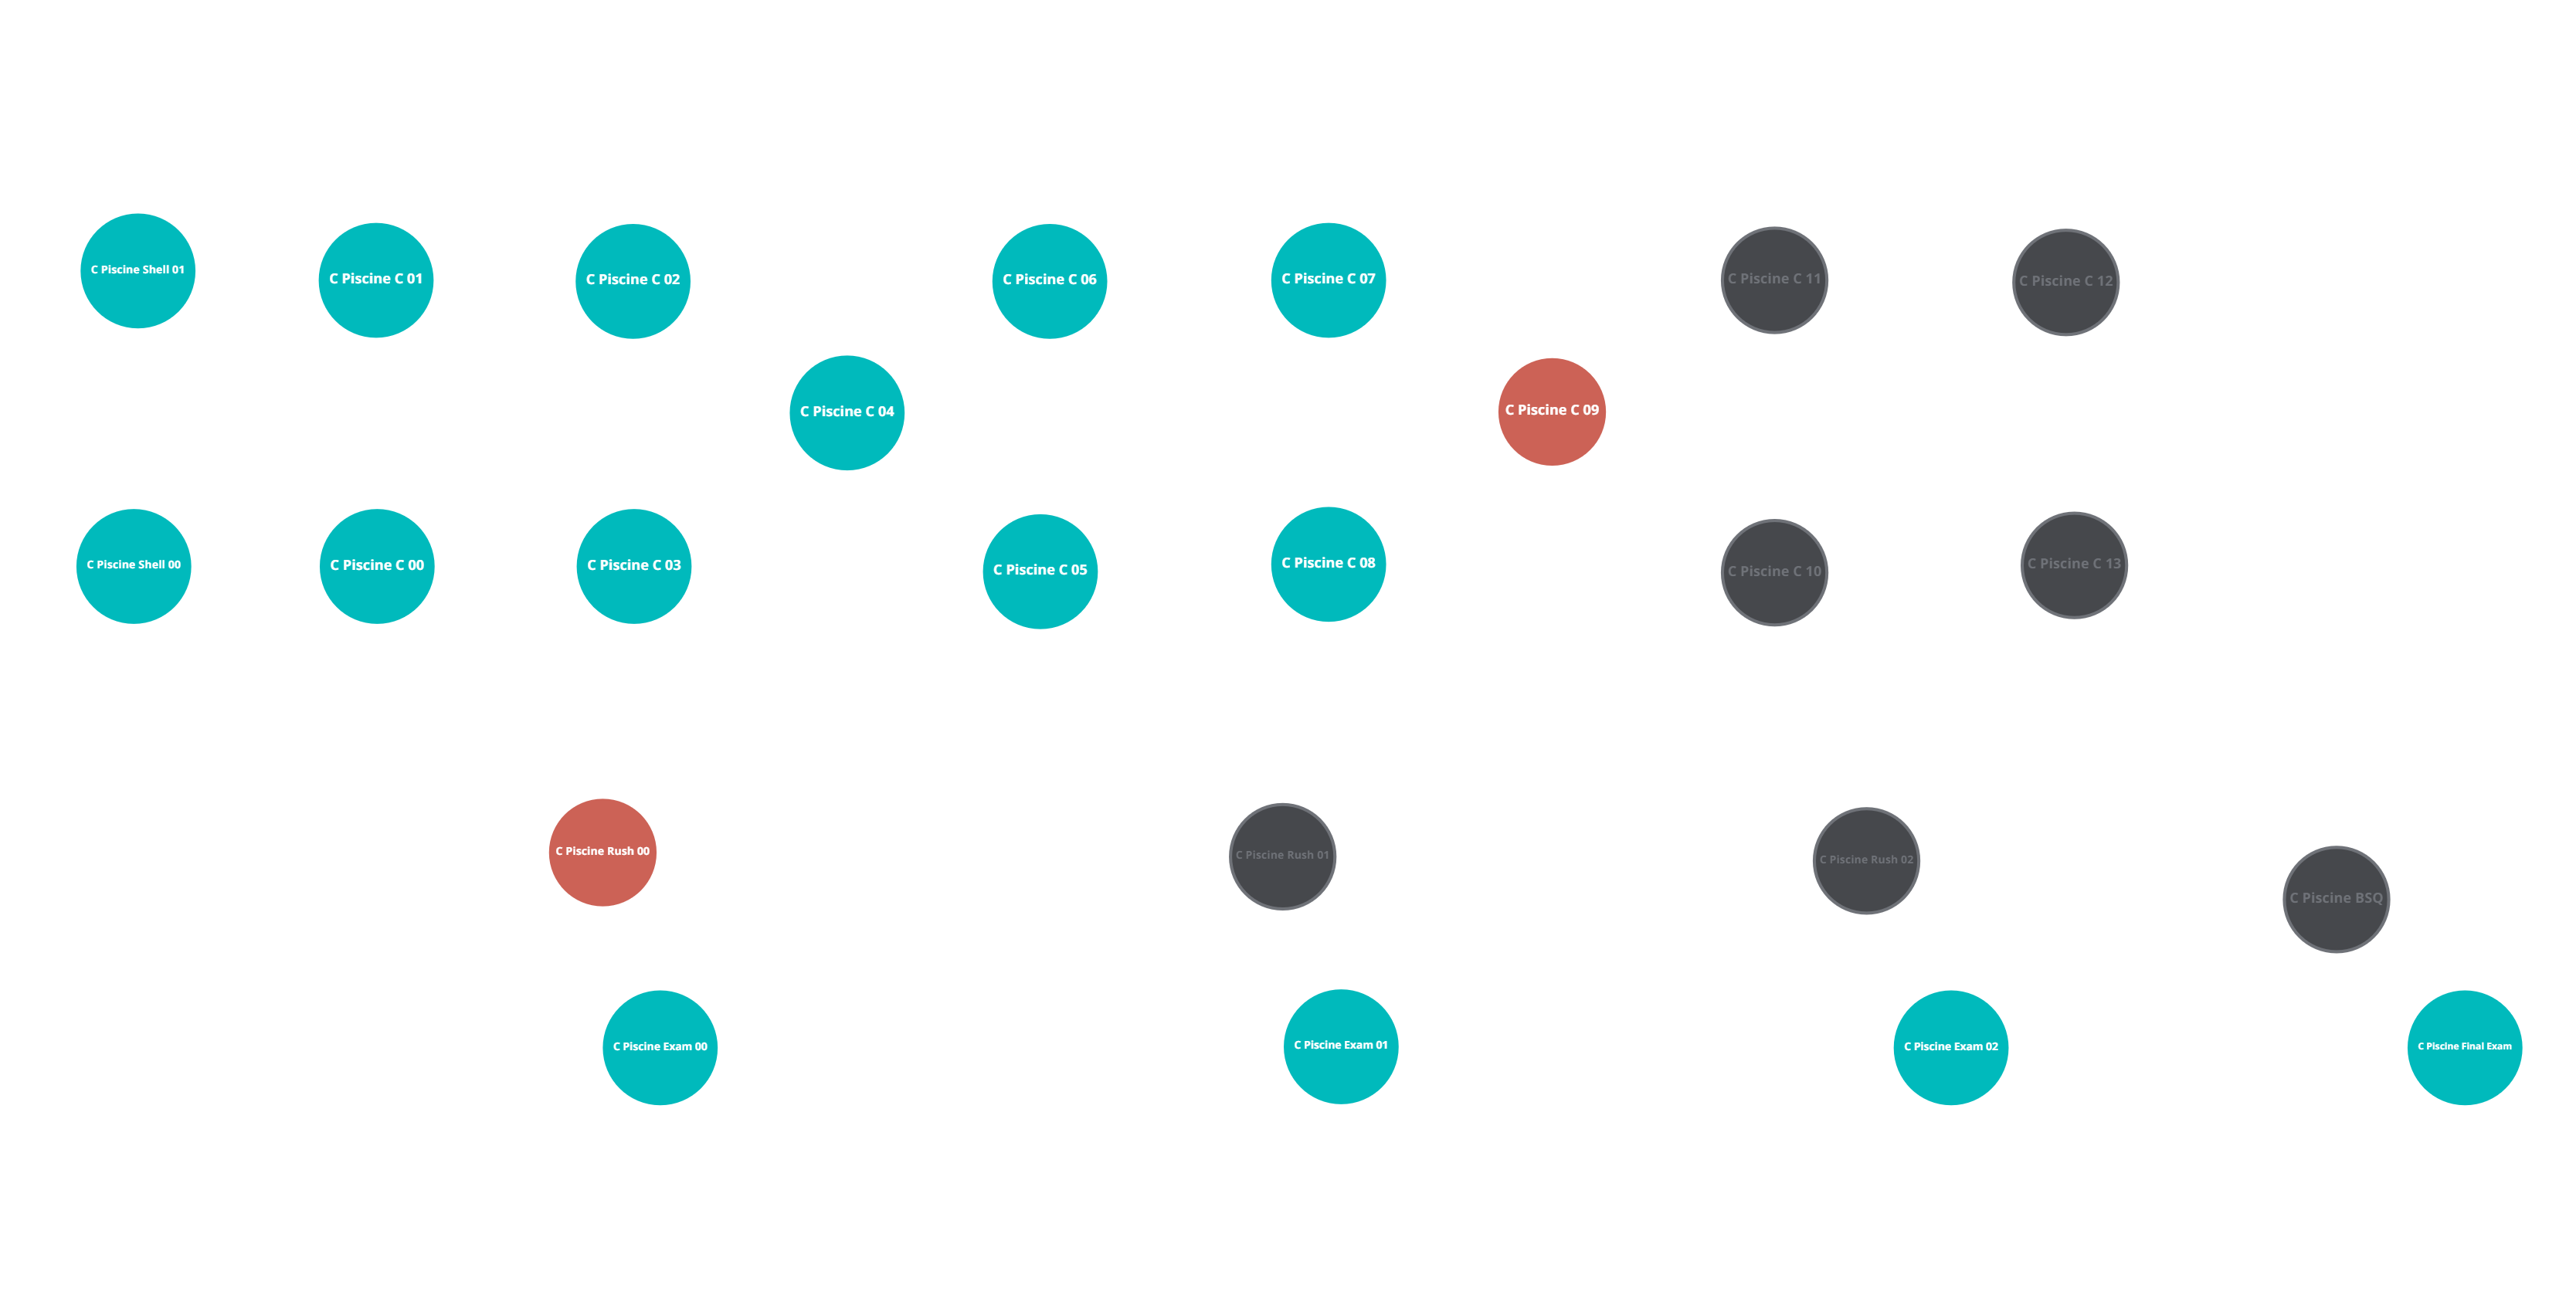 C Piscine Shell 01
C Piscine C 01
C Piscine C 02
C Piscine C 06
C Piscine C 07
C Piscine C 11
C Piscine C 12
C Piscine C 04
C Piscine C 09
C Piscine Shell 00
C Piscine C 00
C Piscine C 03
C Piscine C 05
C Piscine C 08
C Piscine C 10
C Piscine C 13
C Piscine Rush 00
C Piscine Rush 01
C Piscine Rush 02
C Piscine BSQ
C Piscine Exam 00
C Piscine Exam 01
C Piscine Exam 02
C Piscine Final Exam